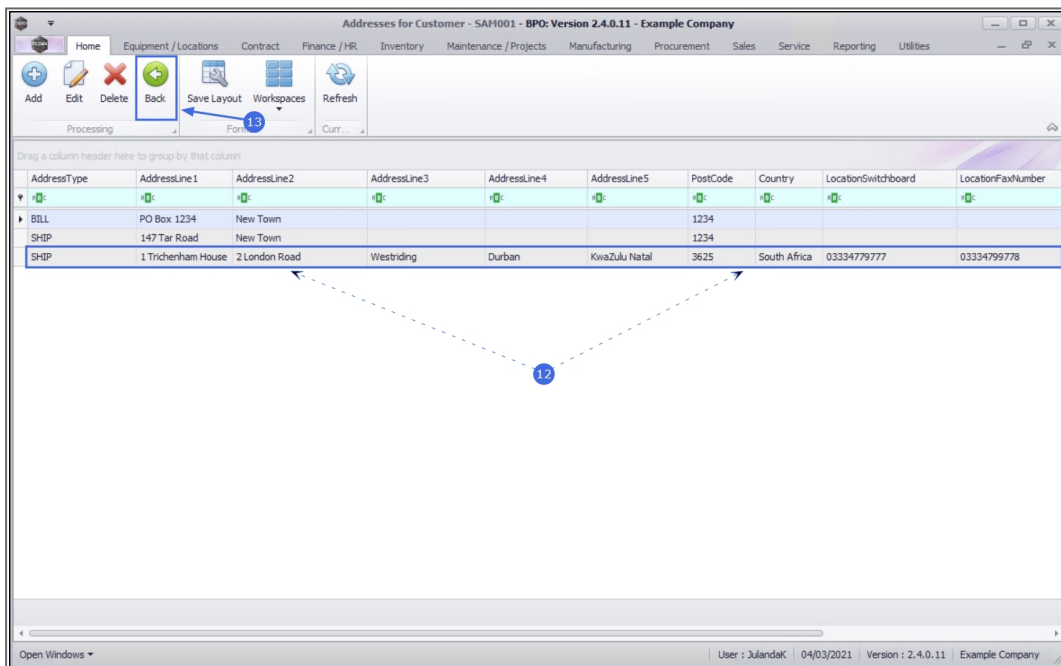 Addresses for Customer - SAM001 - BPO: Version 2.4.0.11 - Example Company
Home Equipment / Locations Contract Finance / HR Inventory Maintenance / Projects Manufacturing Procurement Sales Service Reporting Utilities
Add Edit Delete Back Save Layout Workspaces Refresh
13
Processing Form Curr...
Drag a column header here to group by that column
AddressType AddressLine1 AddressLine2 AddressLine3 AddressLine4 AddressLine5 PostCode Country LocationSwitchboard LocationFaxNumber
BILL PO Box 1234 New Town 1234
SHIP 147 Tar Road New Town 1234
SHIP 1 Trichenham House 2 London Road Westriding Durban KwaZulu Natal 3625 South Africa 03334779777 03334799778
12
Open Windows User : JulandaK 04/03/2021 Version : 2.4.0.11 Example Company